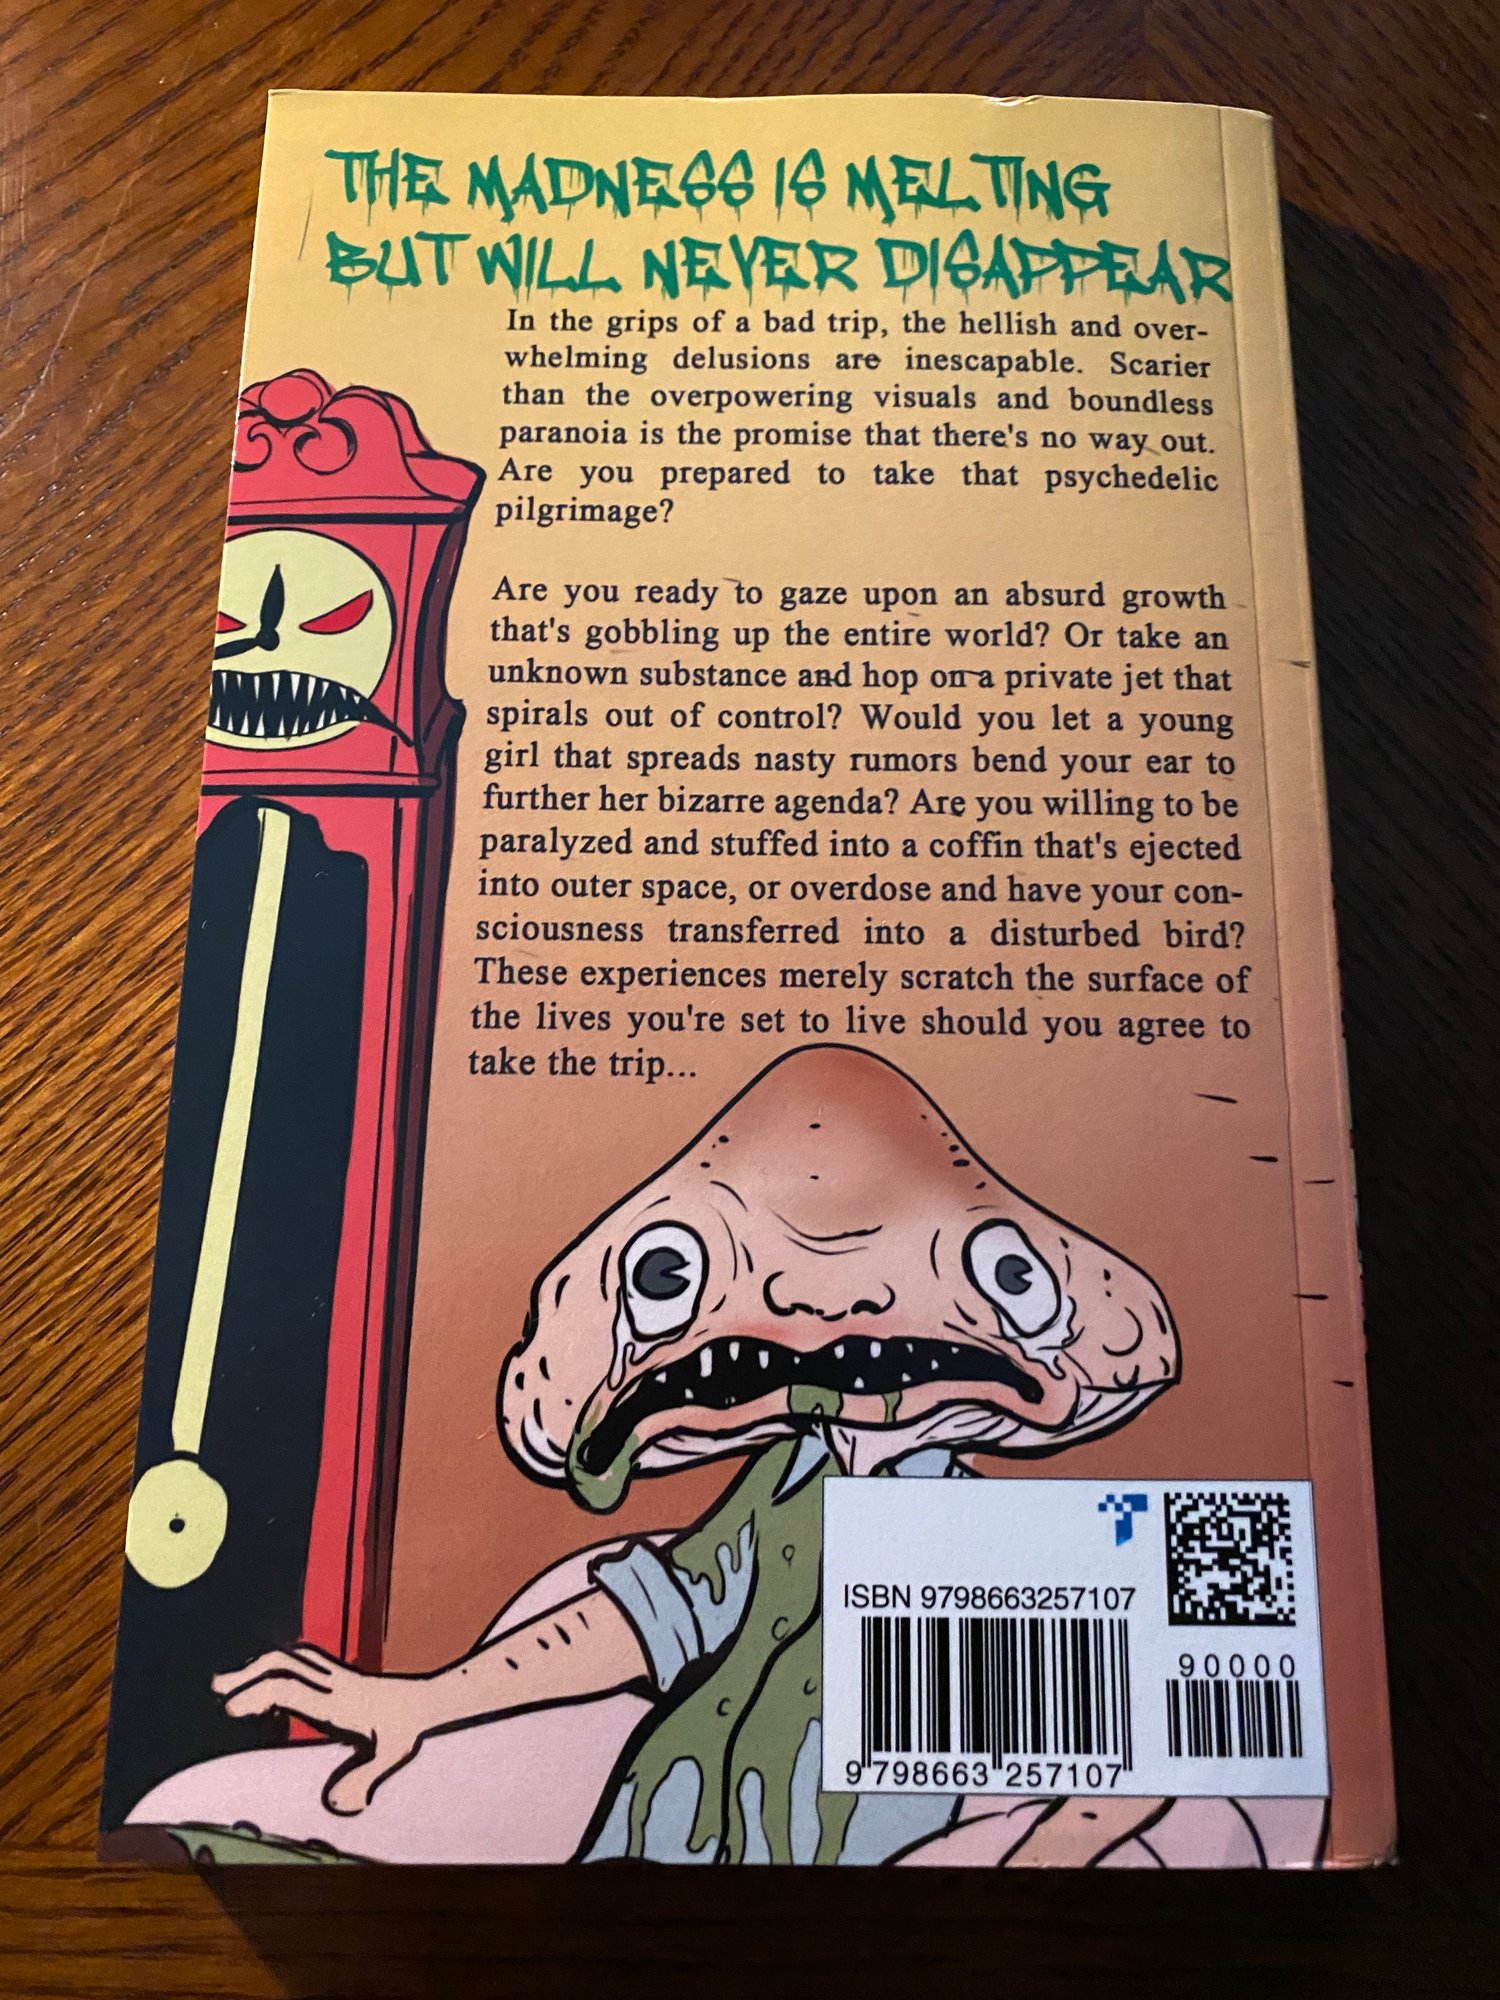 THE MADNESS IS MELTING
BUT WILL NEVER DISAPPEAR
In the grips of a bad trip, the hellish and over-
whelming delusions are inescapable. Scarier
than the overpowering visuals and boundless
paranoia is the promise that there's no way out.
Are you prepared to take that psychedelic
pilgrimage?
Are you ready to gaze upon an absurd growth
that's gobbling up the entire world? Or take an
unknown substance and hop on a private jet that
spirals out of control? Would you let a young
girl that spreads nasty rumors bend your ear to
further her bizarre agenda? Are you willing to be
paralyzed and stuffed into a coffin that's ejected
into outer space, or overdose and have your con-
sciousness transferred into a disturbed bird?
These experiences merely scratch the surface of
the lives you're set to live should you agree to
take the trip...
ISBN 9798663257107
90000
9 798663 257107